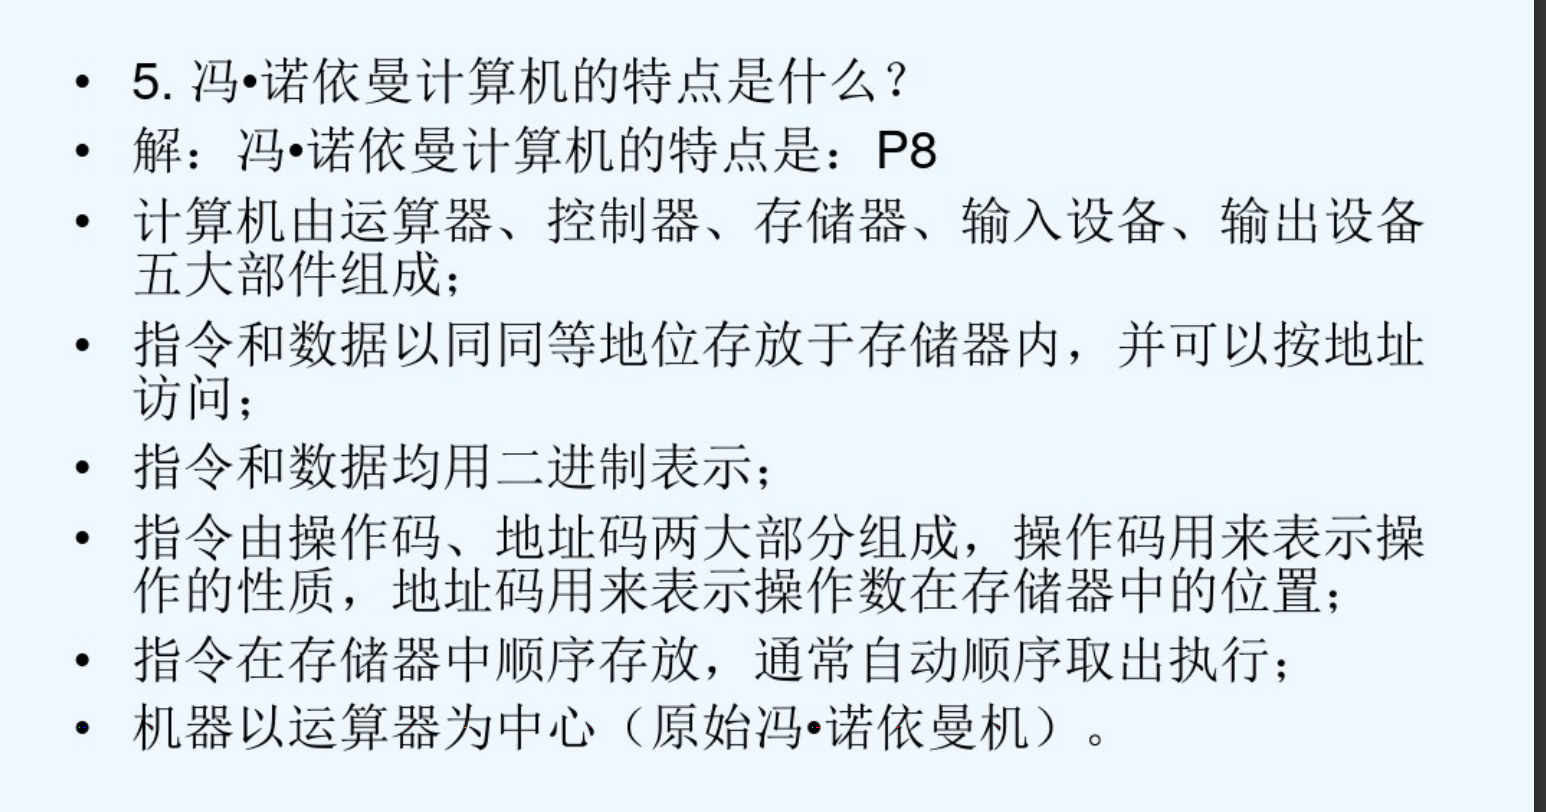 • 5. 冯•诺依曼计算机的特点是什么？
• 解：冯•诺依曼计算机的特点是：P8
• 计算机由运算器、控制器、存储器、输入设备、输出设备
五大部件组成；
• 指令和数据以同同等地位存放于存储器内，并可以按地址
访问；
• 指令和数据均用二进制表示；
• 指令由操作码、地址码两大部分组成，操作码用来表示操
作的性质，地址码用来表示操作数在存储器中的位置；
• 指令在存储器中顺序存放，通常自动顺序取出执行；
• 机器以运算器为中心（原始冯•诺依曼机）。